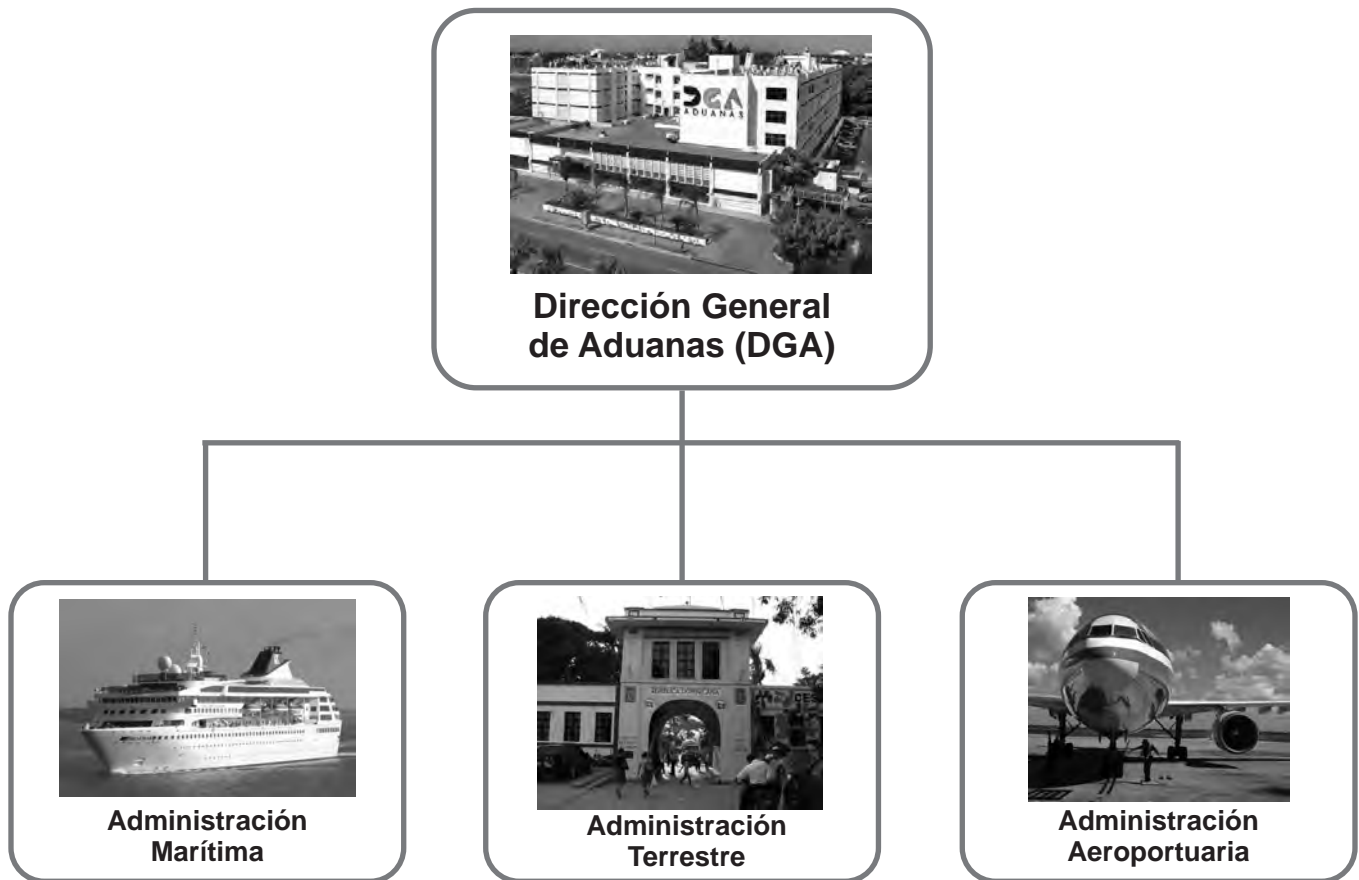 DGA
ADUANAS
Dirección General
de Aduanas (DGA)
REPUBLICA DOMINICANA
Administración
Marítima
Administración
Terrestre
Administración
Aeroportuaria